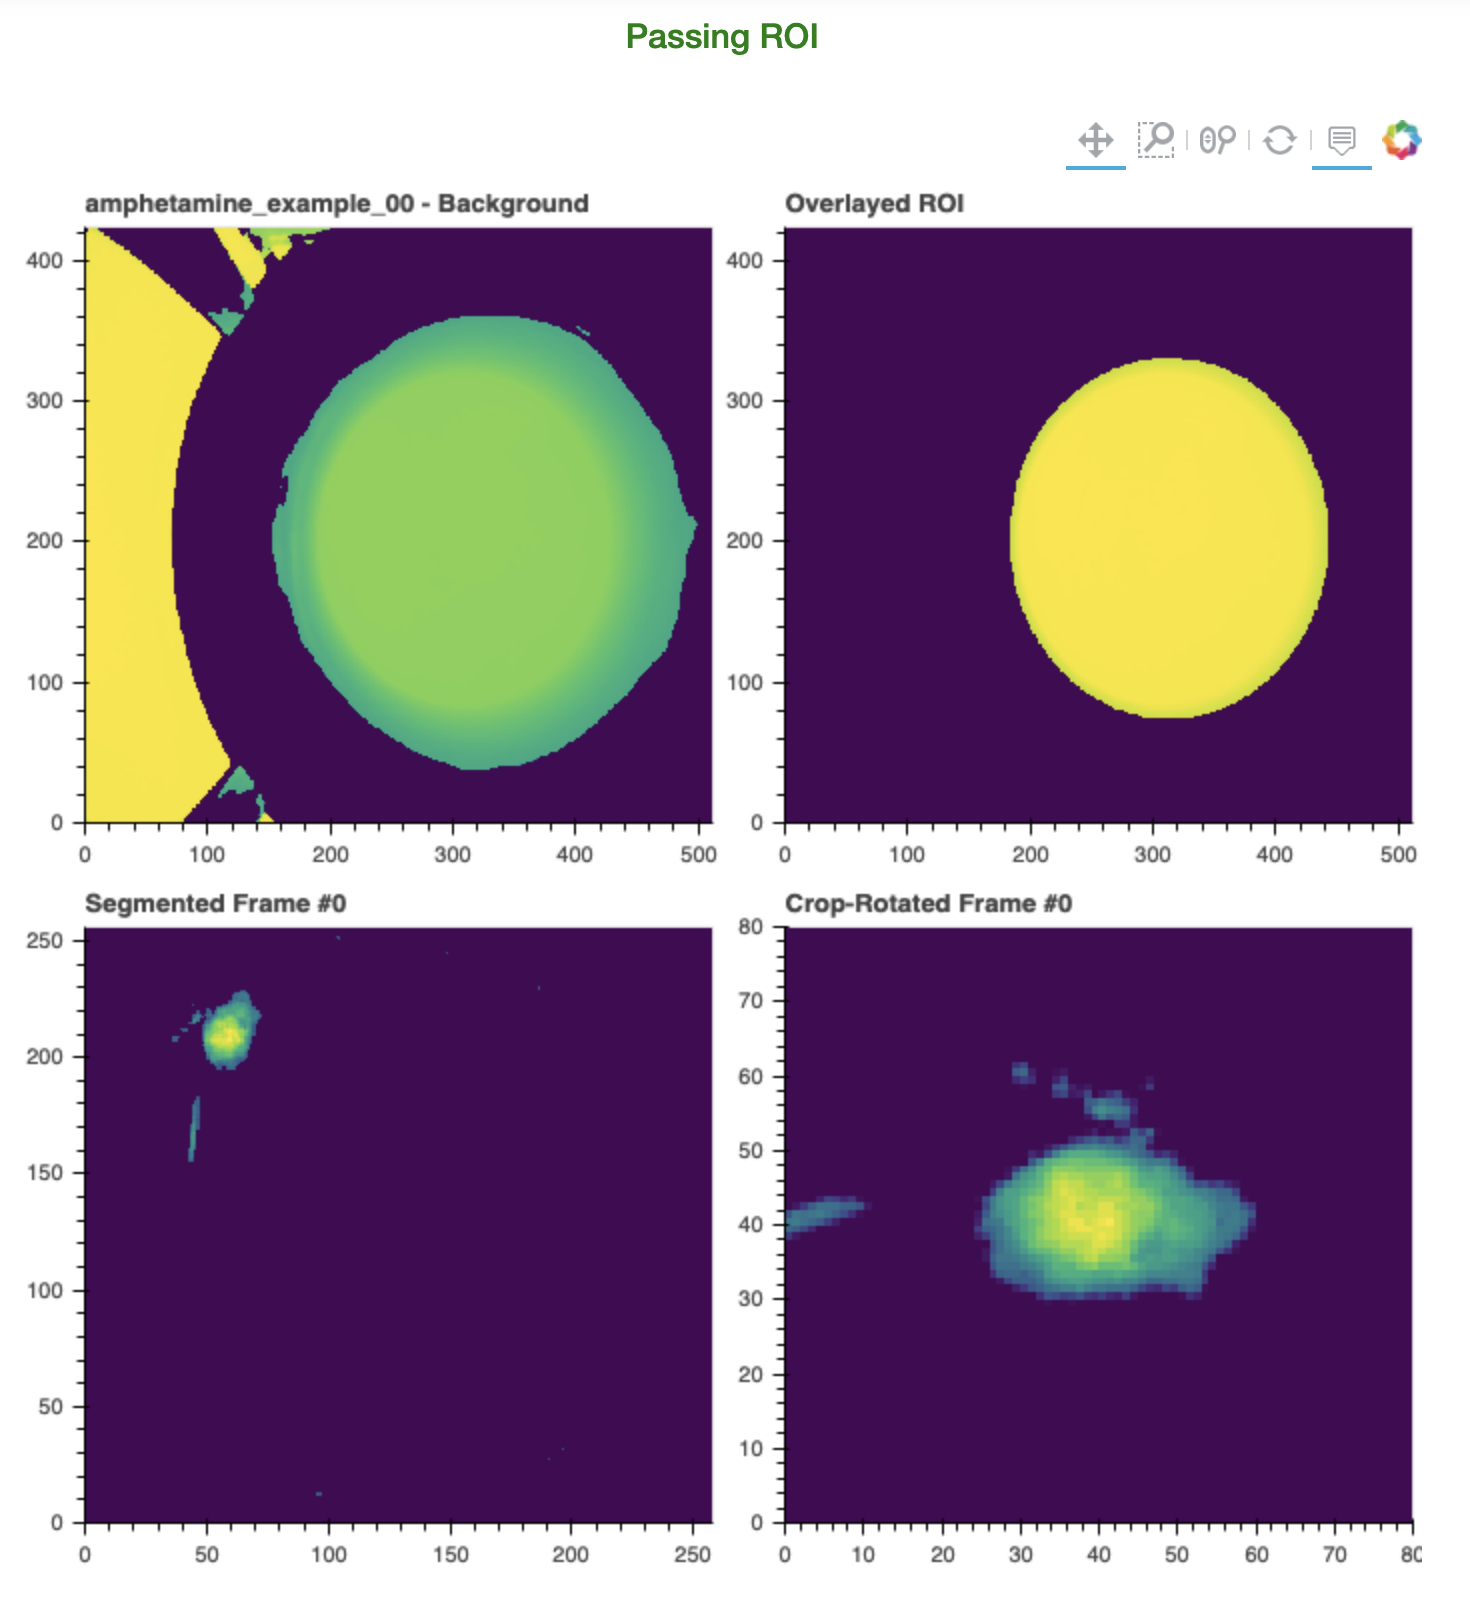 Passing ROI
amphetamine_example_00 - Background
400
300
200
100
0
0 100 200 300 400 500
Overlayed ROI
400
300
200
100
0
0 100 200 300 400 500
Segmented Frame #0
250
200
150
100
50
0
0 50 100 150 200 250
Crop-Rotated Frame #0
80
70
60
50
40
30
20
10
0
0 10 20 30 40 50 60 70 80